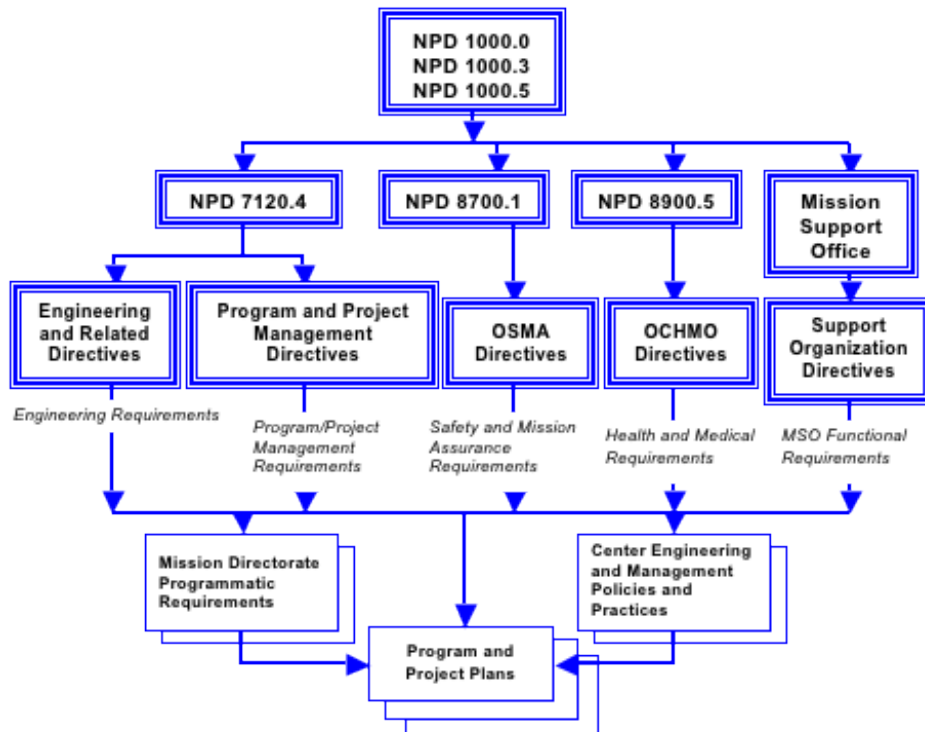 NPD 1000.0
NPD 1000.3
NPD 1000.5
NPD 7120.4
NPD 8700.1
NPD 8900.5
Mission
Support
Office
Engineering
and Related
Directives
Program and Project
Management
Directives
OSMA
Directives
OCHMO
Directives
Support
Organization
Directives
Engineering Requirements
Program/Project
Management
Requirements
Safety and Mission
Assurance
Requirements
Health and Medical
Requirements
MSO Functional
Requirements
Mission Directorate
Programmatic
Requirements
Center Engineering
and Management
Policies and
Practices
Program and
Project Plans